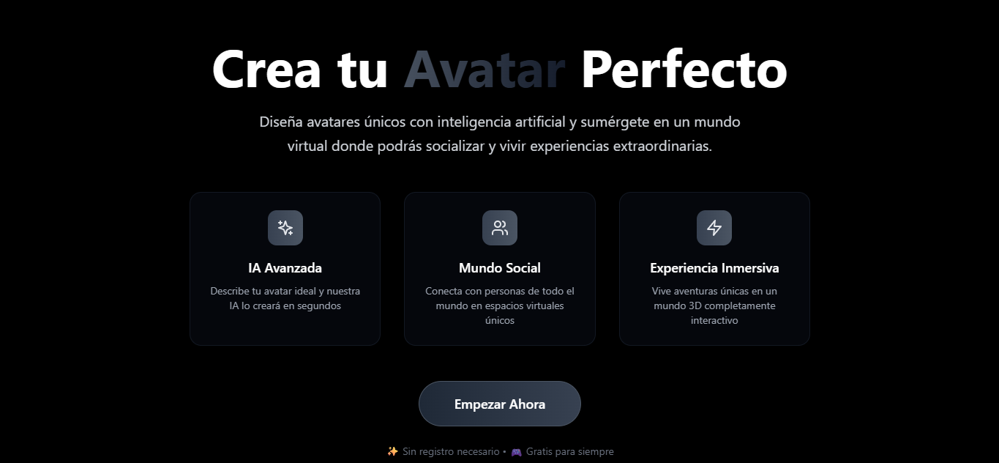 Crea tu Avatar Perfecto
Diseña avatares únicos con inteligencia artificial y sumérgete en un mundo
virtual donde podrás socializar y vivir experiencias extraordinarias.
IA Avanzada
Describe tu avatar ideal y nuestra
IA lo creará en segundos
Mundo Social
Conecta con personas de todo el
mundo en espacios virtuales
únicos
Experiencia Inmersiva
Vive aventuras únicas en un
mundo 3D completamente
interactivo
Empezar Ahora
✨ Sin registro necesario • 🎮 Gratis para siempre